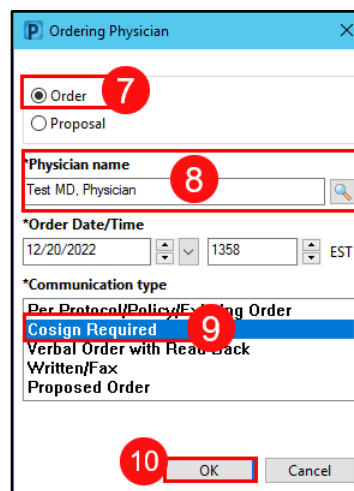 P Ordering Physician X
Order 7
Proposal
*Physician name
Test MD, Physician 8
*Order Date/Time
12/20/2022 1358 EST
*Communication type
Per Protocol/Policy/Existing Order
Cosign Required 9
Verbal Order with Read Back
Written/Fax
Proposed Order
10 OK Cancel